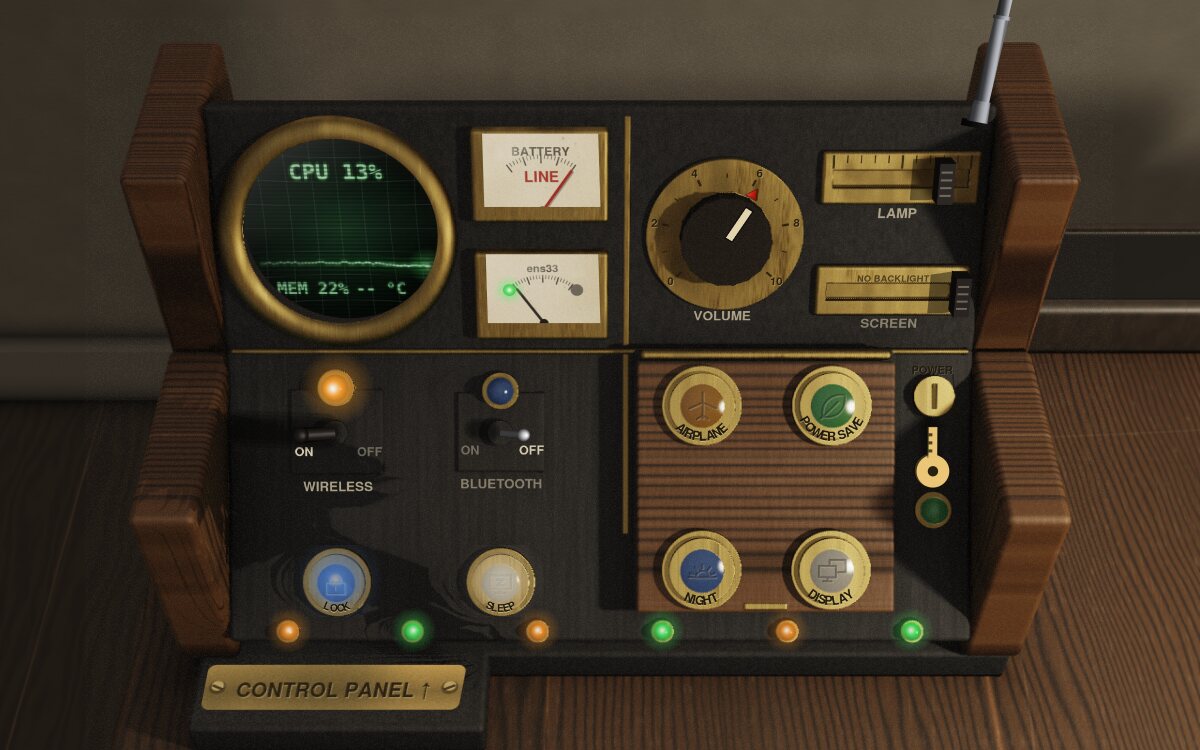 CPU 13%
MEM 22% -- °C
BATTERY
LINE
ens33
0
2
4
6
8
10
VOLUME
LAMP
NO BACKLIGHT
SCREEN
ON OFF
WIRELESS
ON OFF
BLUETOOTH
AIRPLANE
POWER SAVE
POWER
LOCK
SLEEP
NIGHT
DISPLAY
CONTROL PANEL ↑